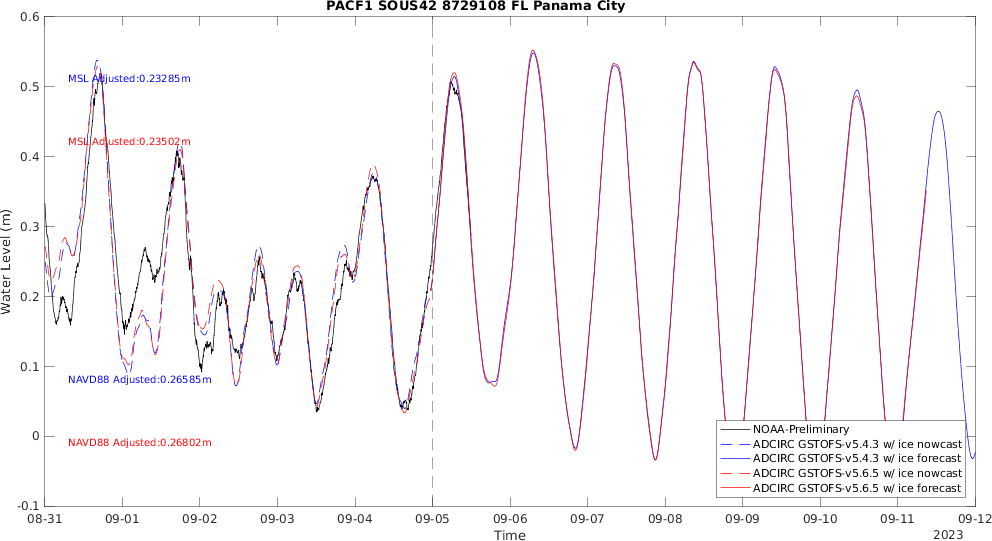 PACF1 SOUS42 8729108 FL Panama City
0.6
0.5
0.4
0.3
0.2
0.1
0
-0.1
Water Level (m)
MSL Adjusted:0.23285m
MSL Adjusted:0.23502m
NAVD88 Adjusted:0.26585m
NAVD88 Adjusted:0.26802m
NOAA-Preliminary
ADCIRC GSTOFS-v5.4.3 w/ ice nowcast
ADCIRC GSTOFS-v5.4.3 w/ ice forecast
ADCIRC GSTOFS-v5.6.5 w/ ice nowcast
ADCIRC GSTOFS-v5.6.5 w/ ice forecast
08-31 09-01 09-02 09-03 09-04 09-05 09-06 09-07 09-08 09-09 09-10 09-11 09-12
Time
2023